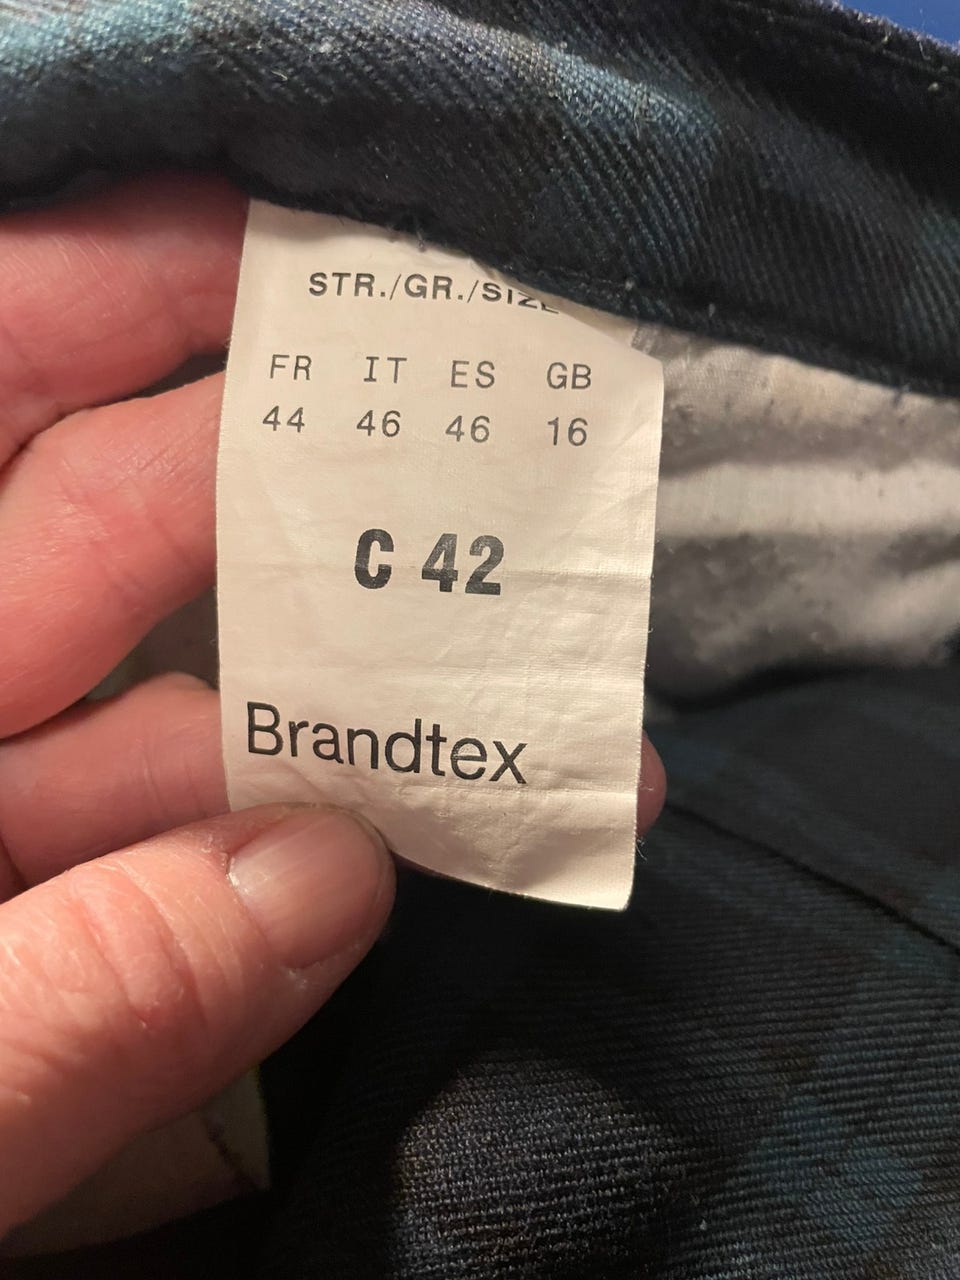 STR./GR./SIZE
FR IT ES GB
44 46 46 16
C 42
Brandtex